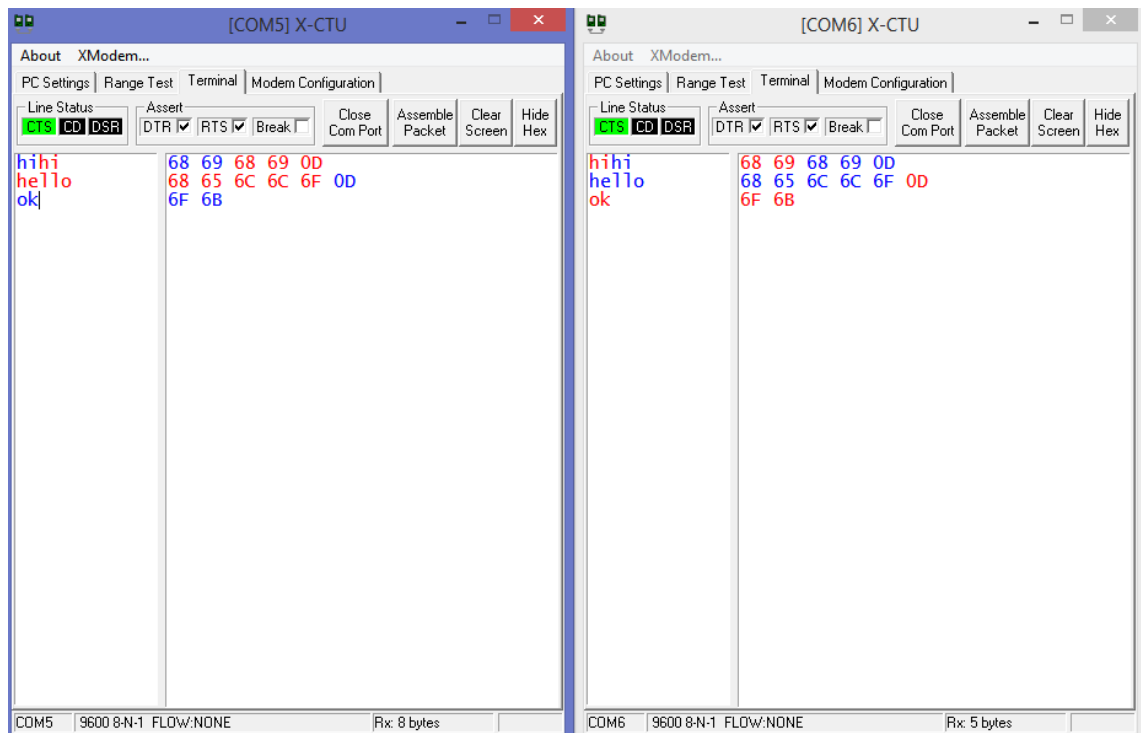 [COM5] X-CTU
About XModem...
PC Settings Range Test Terminal Modem Configuration
Line Status Assert
CTS CD DSR DTR RTS Break
Close Com Port
Assemble Packet
Clear Screen
Hide Hex
hihi 68 69 68 69 0D
hello 68 65 6C 6C 6F 0D
ok 6F 6B
COM5 9600 8-N-1 FLOW:NONE Rx: 8 bytes
[COM6] X-CTU
About XModem...
PC Settings Range Test Terminal Modem Configuration
Line Status Assert
CTS CD DSR DTR RTS Break
Close Com Port
Assemble Packet
Clear Screen
Hide Hex
hihi 68 69 68 69 0D
hello 68 65 6C 6C 6F 0D
ok 6F 6B
COM6 9600 8-N-1 FLOW:NONE Rx: 5 bytes